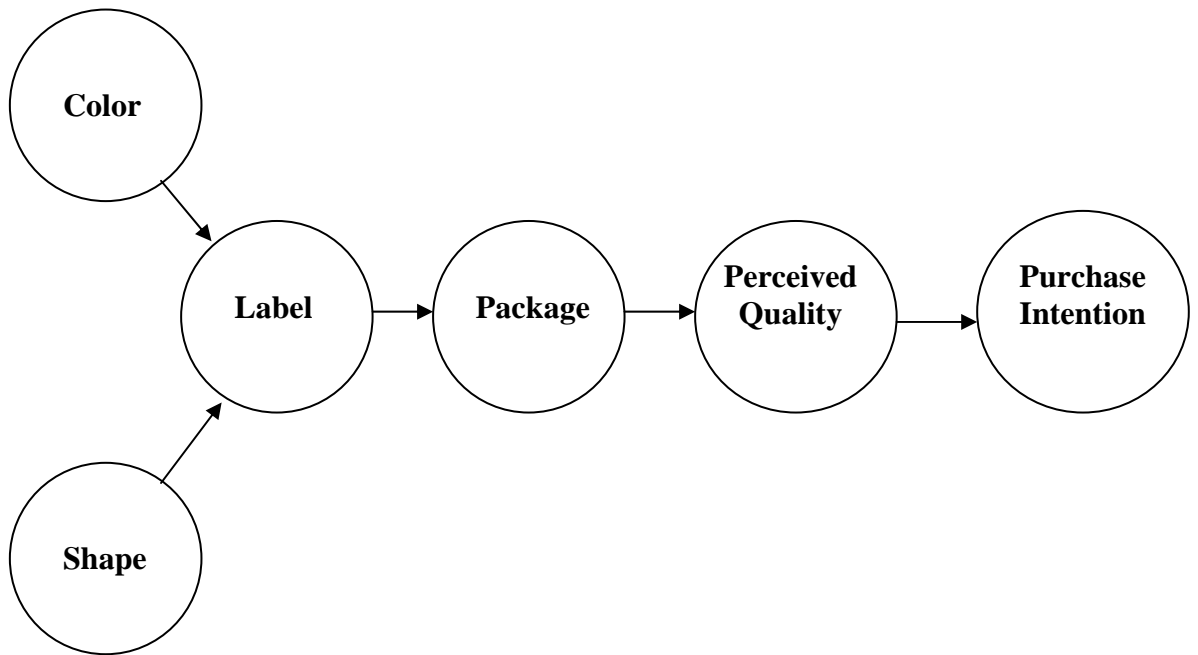 Color
Label
Package
Perceived
Quality
Purchase
Intention
Shape